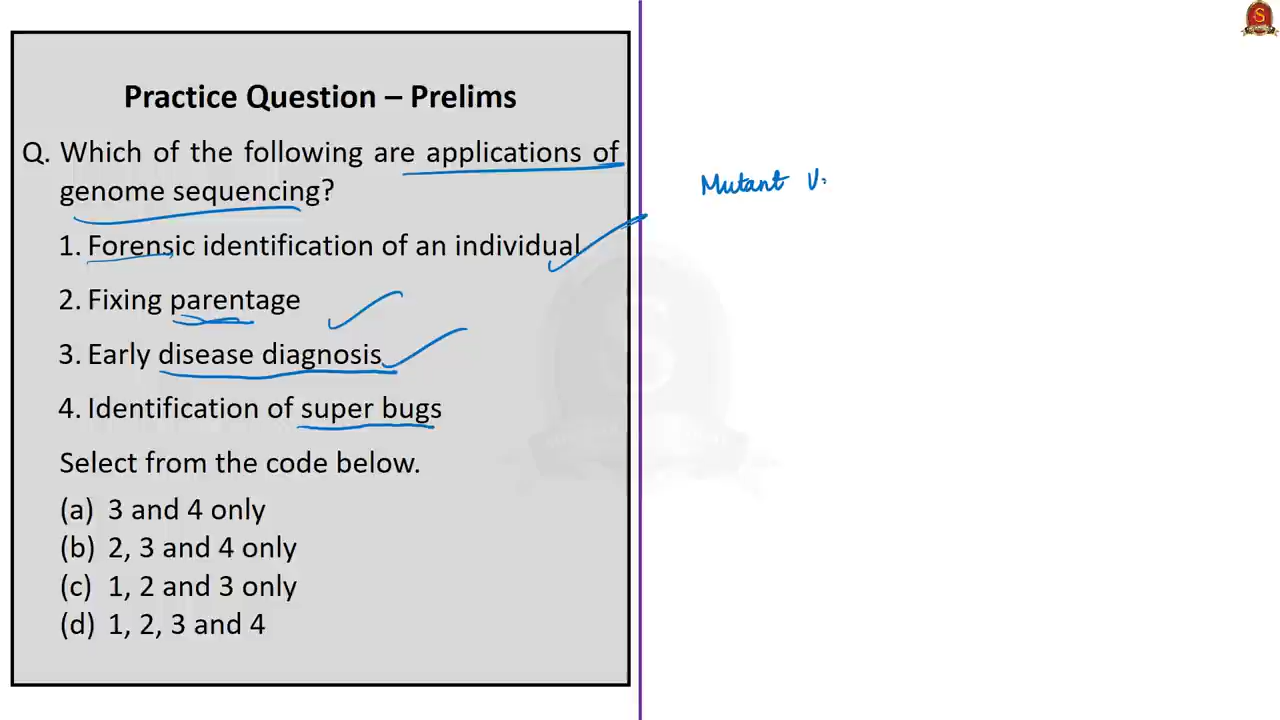 Practice Question – Prelims
Q. Which of the following are applications of
genome sequencing?
1. Forensic identification of an individual
2. Fixing parentage
3. Early disease diagnosis
4. Identification of super bugs
Select from the code below.
(a) 3 and 4 only
(b) 2, 3 and 4 only
(c) 1, 2 and 3 only
(d) 1, 2, 3 and 4
Mutant